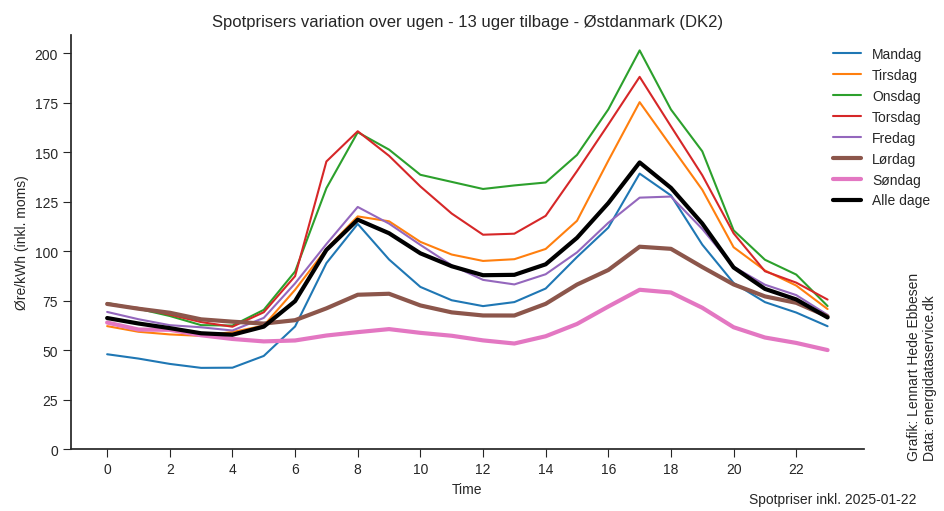 Spotprisers variation over ugen - 13 uger tilbage - Østdanmark (DK2)
Øre/kWh (inkl. moms)
200
175
150
125
100
75
50
25
0
0 2 4 6 8 10 12 14 16 18 20 22
Time
Mandag
Tirsdag
Onsdag
Torsdag
Fredag
Lørdag
Søndag
Alle dage
Grafik: Lennart Hede Ebbesen
Data: energidataservice.dk
Spotpriser inkl. 2025-01-22